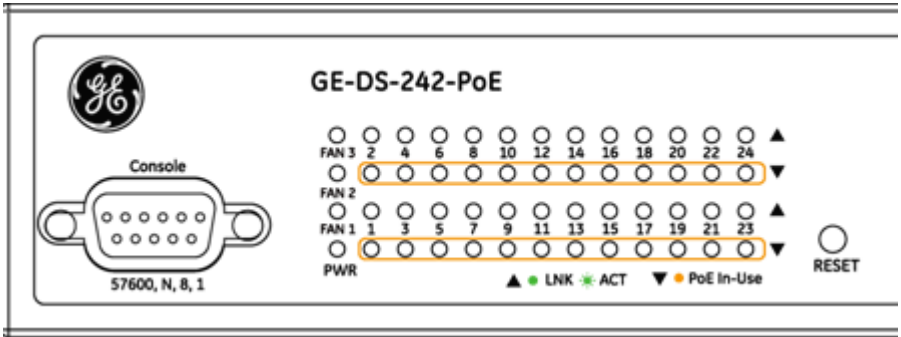 GE
GE-DS-242-PoE
FAN 3 2 4 6 8 10 12 14 16 18 20 22 24
Console
FAN 2
FAN 1 1 3 5 7 9 11 13 15 17 19 21 23
PWR
RESET
57600, N, 8, 1
▲ ● LNK ACT ▼ ● PoE In-Use